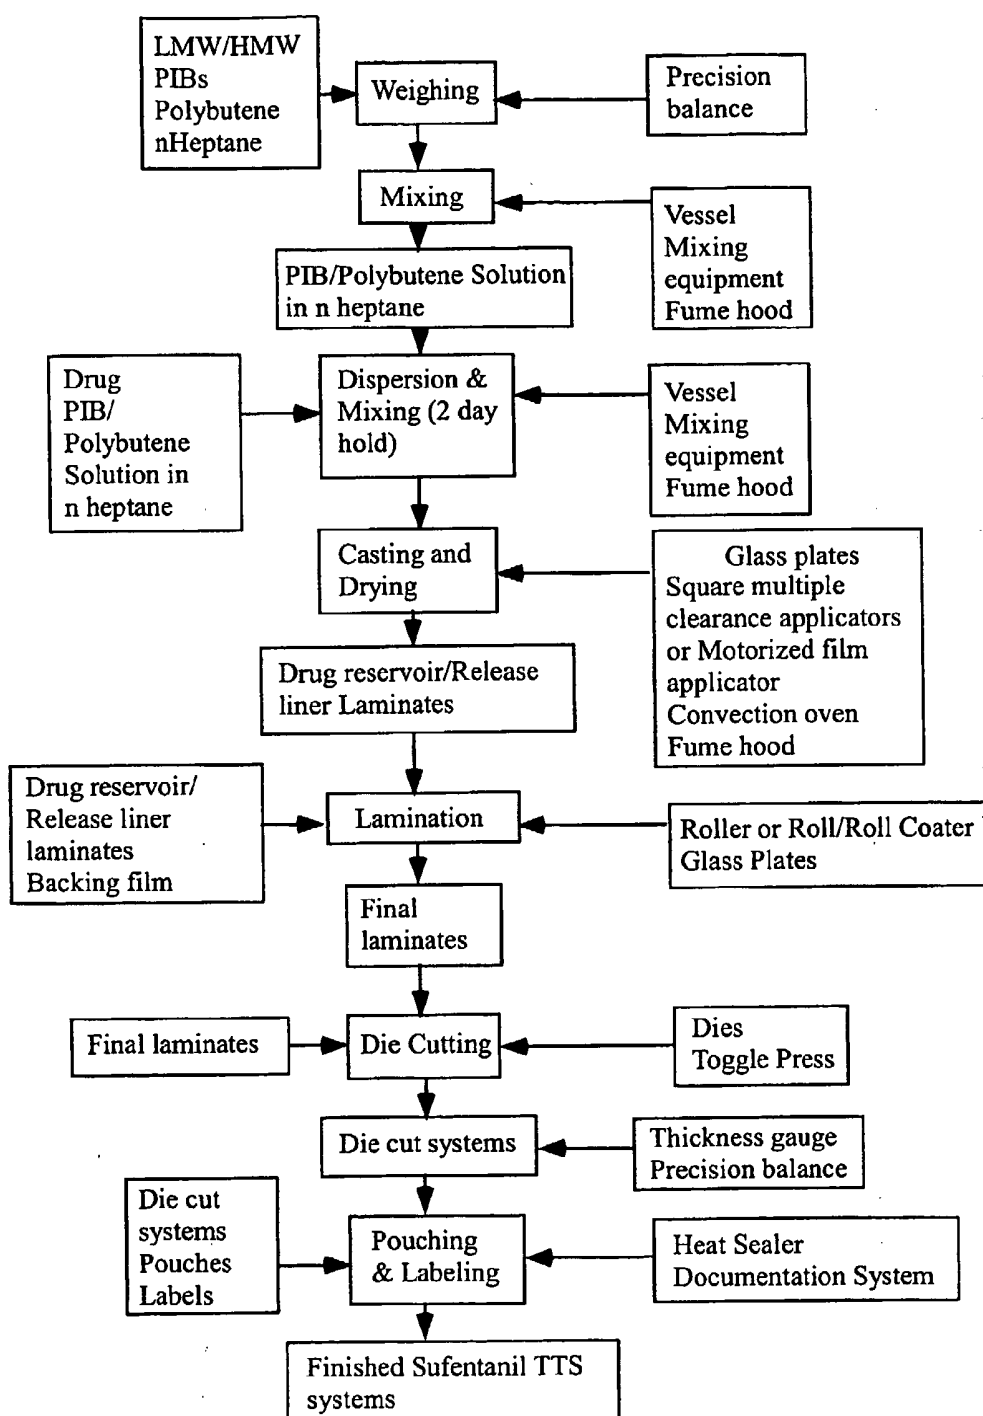 LMW/HMW
PIBs
Polybutene
nHeptane
Weighing
Precision
balance
Mixing
Vessel
Mixing
equipment
Fume hood
PIB/Polybutene Solution
in n heptane
Drug
PIB/
Polybutene
Solution in
n heptane
Dispersion &
Mixing (2 day
hold)
Vessel
Mixing
equipment
Fume hood
Casting and
Drying
Glass plates
Square multiple
clearance applicators
or Motorized film
applicator
Convection oven
Fume hood
Drug reservoir/Release
liner Laminates
Drug reservoir/
Release liner
laminates
Backing film
Lamination
Roller or Roll/Roll Coater
Glass Plates
Final
laminates
Final laminates
Die Cutting
Dies
Toggle Press
Die cut systems
Thickness gauge
Precision balance
Die cut
systems
Pouches
Labels
Pouching
& Labeling
Heat Sealer
Documentation System
Finished Sufentanil TTS
systems